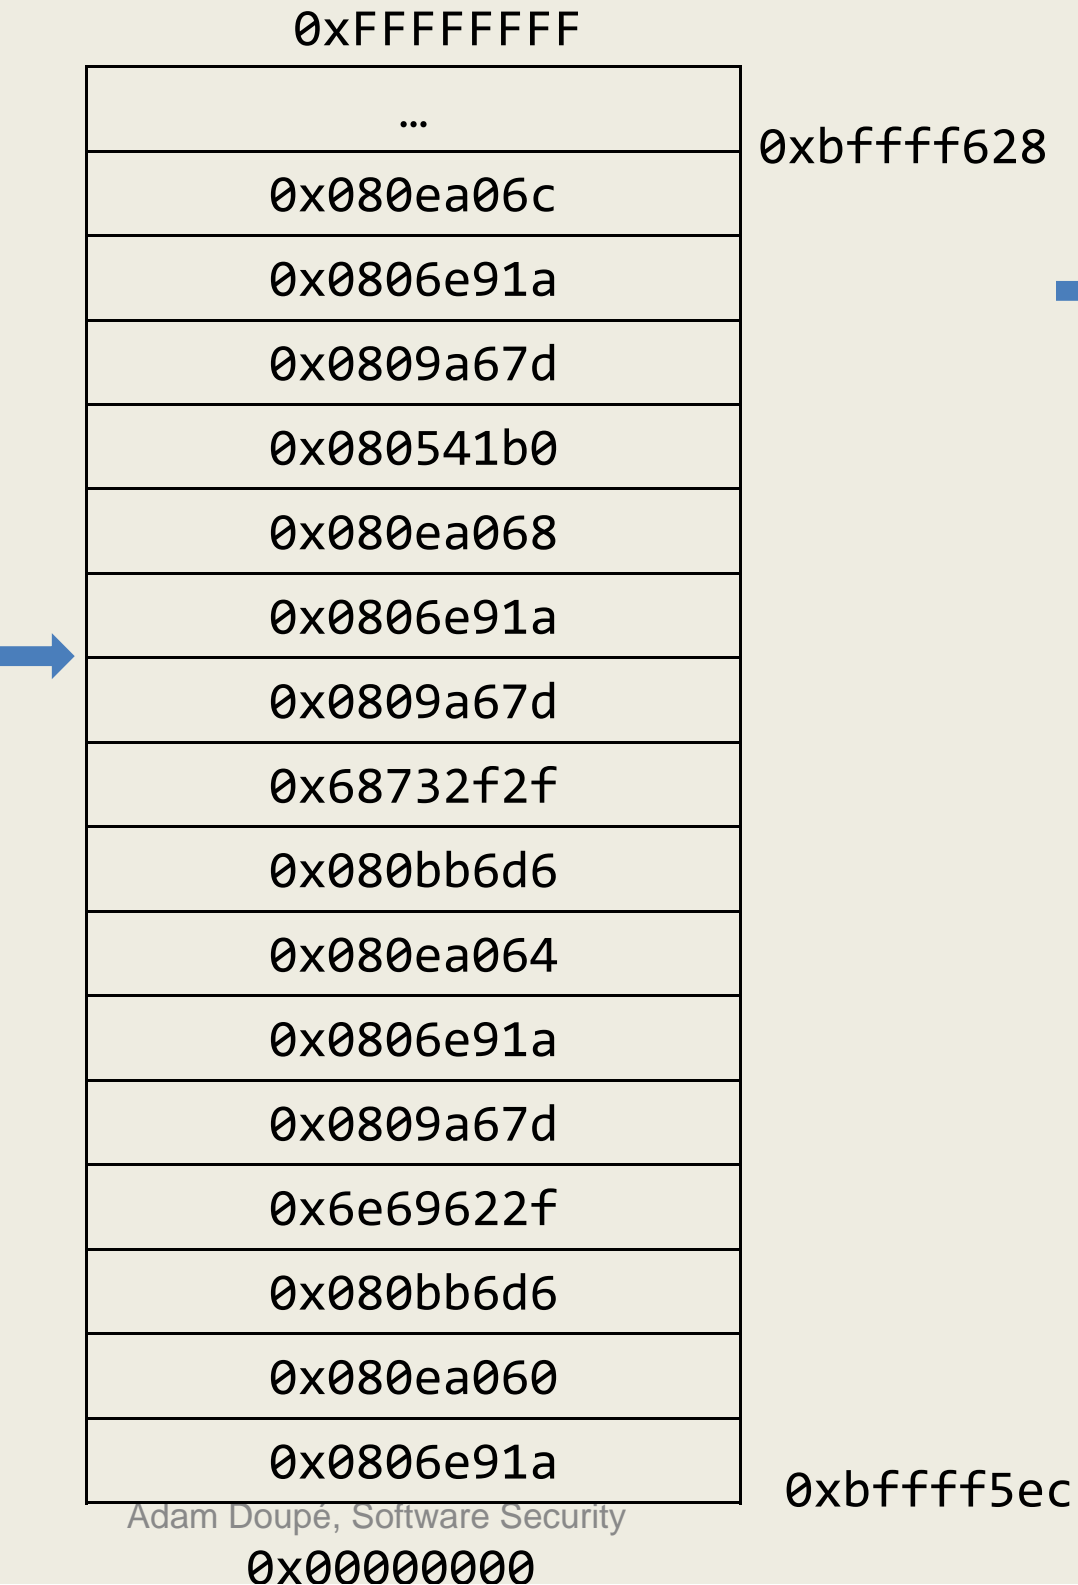 0xFFFFFFFF
…
0xbffff628
0x080ea06c
0x0806e91a
0x0809a67d
0x080541b0
0x080ea068
0x0806e91a
0x0809a67d
0x68732f2f
0x080bb6d6
0x080ea064
0x0806e91a
0x0809a67d
0x6e69622f
0x080bb6d6
0x080ea060
0x0806e91a
0xbffff5ec
Adam Doupé, Software Security
0x00000000